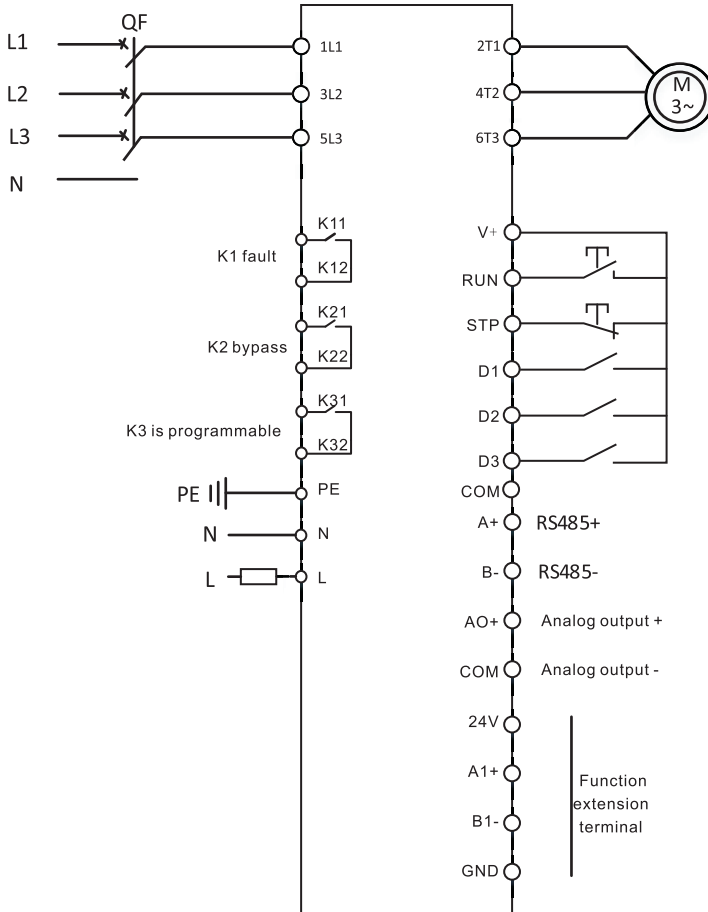 QF
L1
1L1
L2
3L2
L3
5L3
N
2T1
4T2
6T3
M
3~
K11
K1 fault
K12
K21
K2 bypass
K22
K31
K3 is programmable
K32
PE
PE
N
N
L
L
V+
RUN
STP
D1
D2
D3
COM
A+ RS485+
B- RS485-
AO+ Analog output +
COM Analog output -
24V
A1+
B1-
GND
Function
extension
terminal